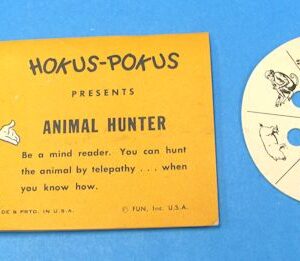 HOKUS-POKUS
PRESENTS
ANIMAL HUNTER
Be a mind reader. You can hunt
the animal by telepathy . . . when
you know how.
DE & PRTD. IN U.S.A.
© FUN, Inc. U.S.A.